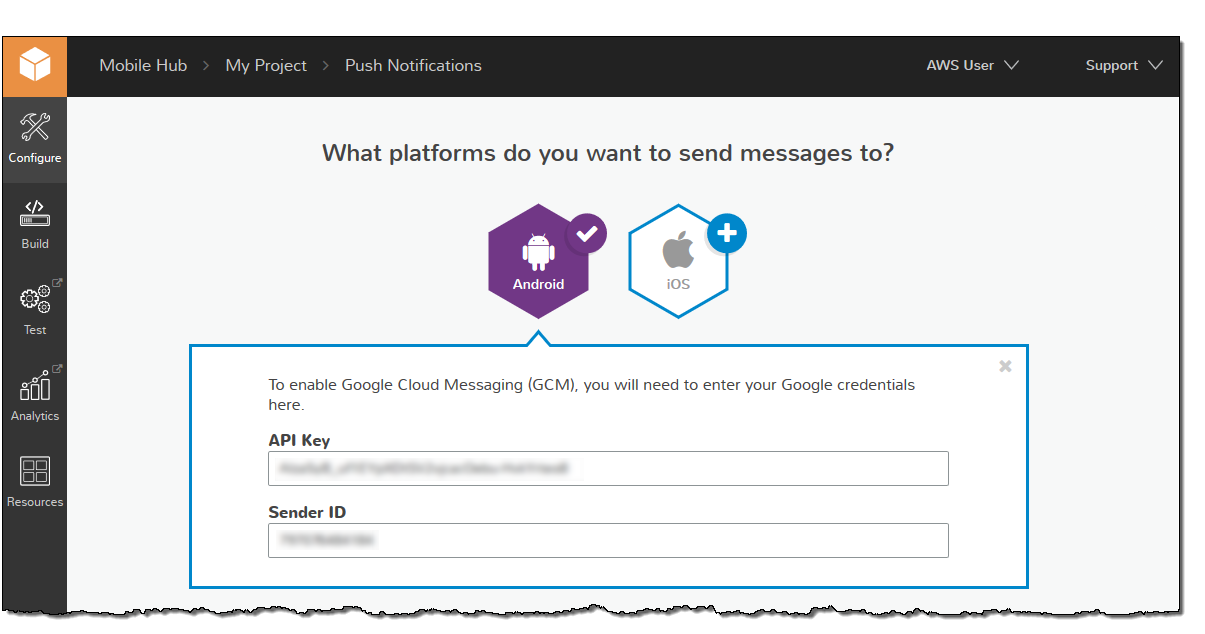 Mobile Hub > My Project > Push Notifications
AWS User
Support
Configure
Build
Test
Analytics
Resources
What platforms do you want to send messages to?
Android
iOS
To enable Google Cloud Messaging (GCM), you will need to enter your Google credentials
here.
API Key
Sender ID